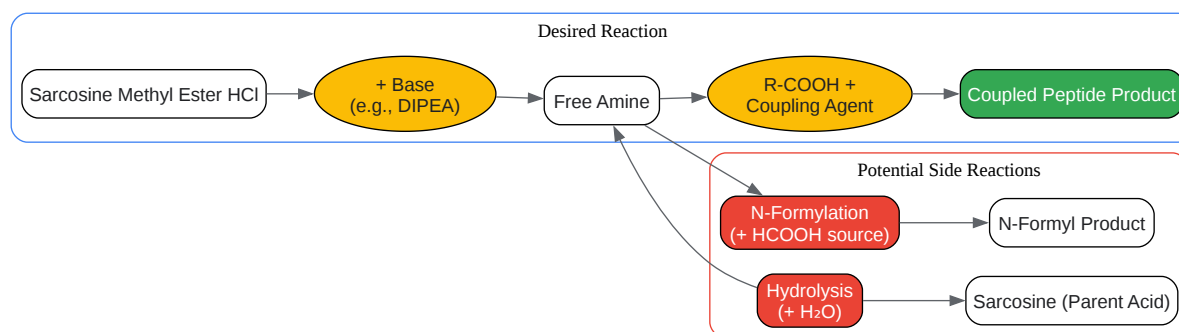 Desired Reaction
Sarcosine Methyl Ester HCl
+ Base
(e.g., DIPEA)
Free Amine
R-COOH +
Coupling Agent
Coupled Peptide Product
Potential Side Reactions
N-Formylation
(+ HCOOH source)
N-Formyl Product
Hydrolysis
(+ H₂O)
Sarcosine (Parent Acid)